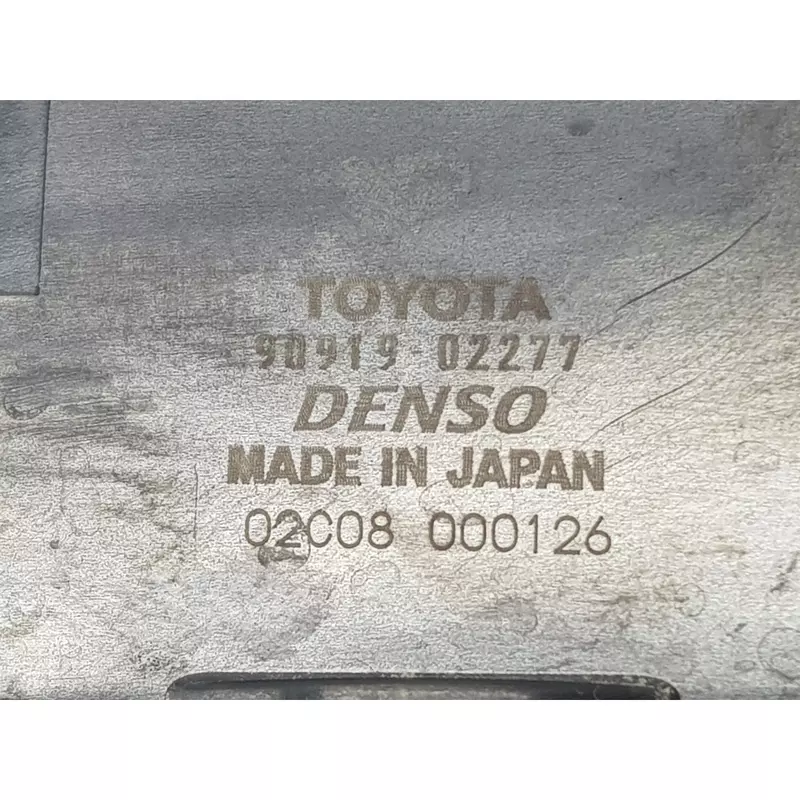 TOYOTA
90919-02277
DENSO
MADE IN JAPAN
02C08 000126